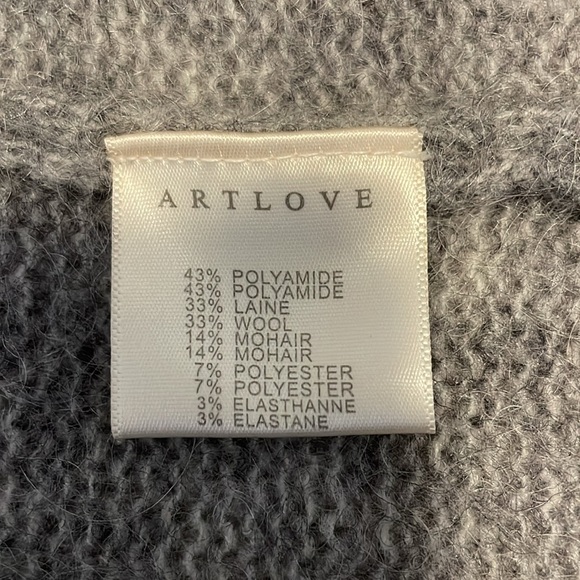 ARTLOVE
43% POLYAMIDE
43% POLYAMIDE
33% LAINE
33% WOOL
14% MOHAIR
14% MOHAIR
7% POLYESTER
7% POLYESTER
3% ELASTHANNE
3% ELASTANE